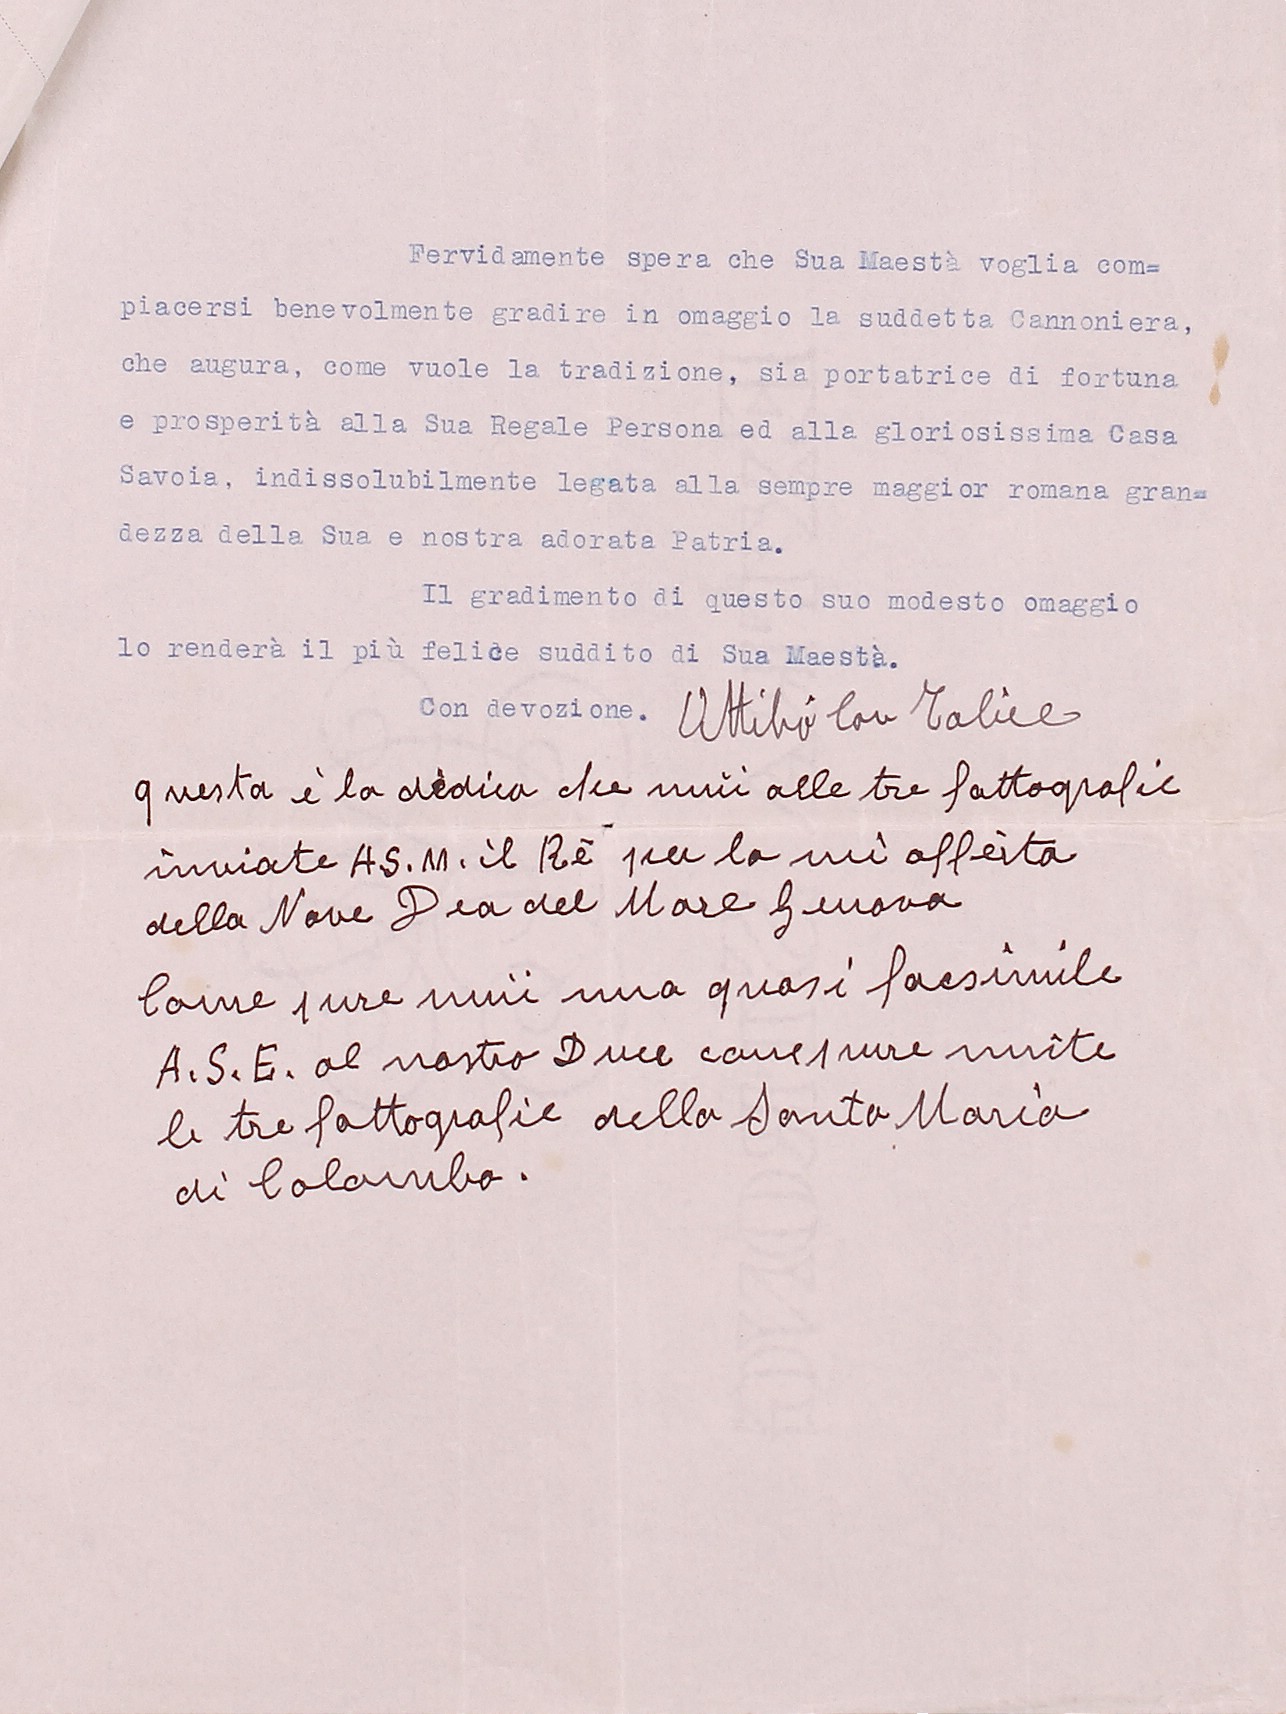 Fervidamente spera che Sua Maestà voglia com=
piacersi benevolmente gradire in omaggio la suddetta Cannoniera,
che augura, come vuole la tradizione, sia portatrice di fortuna
e prosperità alla Sua Regale Persona ed alla gloriosissima Casa
Savoia, indissolubilmente legata alla sempre maggior romana gran=
dezza della Sua e nostra adorata Patria.
Il gradimento di questo suo modesto omaggio
lo renderà il più felice suddito di Sua Maestà.
Con devozione.
questa è la dèdica che unii alle tre fattografie
inviate A S. M. il Rè per la mi offèrta
della Nave Dea del Mare Genova
Come pure unii una quasi facsimile
A. S. E. al nostro Duce come pure unite
le tre fattografie della Santa Maria
di Colombo.